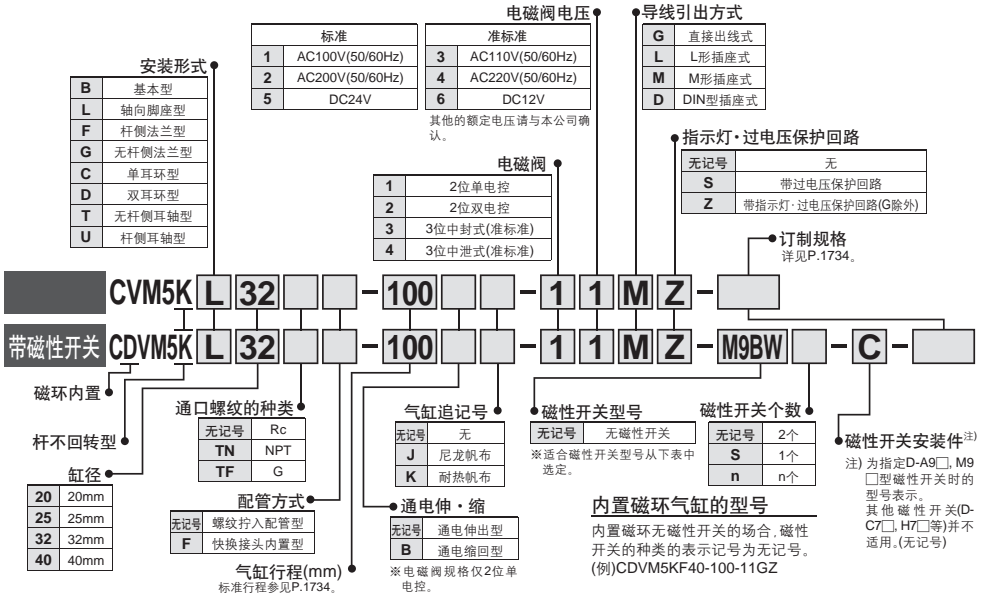 安装形式
B 基本型
L 轴向脚座型
F 杆侧法兰型
G 无杆侧法兰型
C 单耳环型
D 双耳环型
T 无杆侧耳轴型
U 杆侧耳轴型
电磁阀电压
标准 准标准
1 AC100V(50/60Hz) 3 AC110V(50/60Hz)
2 AC200V(50/60Hz) 4 AC220V(50/60Hz)
5 DC24V 6 DC12V
其他的额定电压请与本公司确
认。
导线引出方式
G 直接出线式
L L形插座式
M M形插座式
D DIN型插座式
电磁阀
1 2位单电控
2 2位双电控
3 3位中封式(准标准)
4 3位中泄式(准标准)
指示灯·过电压保护回路
无记号 无
S 带过电压保护回路
Z 带指示灯·过电压保护回路(G除外)
订制规格
详见P.1734。
CVM5K L 32 - 100 - 1 1 M Z -
带磁性开关 CDVM5K L 32 - 100 - 1 1 M Z - M9BW - C -
磁环内置
杆不回转型
缸径
20 20mm
25 25mm
32 32mm
40 40mm
通口螺纹的种类
无记号 Rc
TN NPT
TF G
配管方式
无记号 螺纹拧入配管型
F 快换接头内置型
气缸行程(mm)
标准行程参见P.1734。
气缸追记号
无记号 无
J 尼龙帆布
K 耐热帆布
通电伸·缩
无记号 通电伸出型
B 通电缩回型
※电磁阀规格仅2位单
电控。
磁性开关型号
无记号 无磁性开关
※适合磁性开关型号从下表中
选定。
磁性开关个数
无记号 2个
S 1个
n n个
内置磁环气缸的型号
内置磁环无磁性开关的场合,磁性
开关的种类的表示记号为无记号。
(例)CDVM5KF40-100-11GZ
磁性开关安装件注)
注) 为指定D-A9□, M9
□型磁性开关时的
型号表示。
其他磁性开关(D-
C7□, H7□等)并不
适用。(无记号)